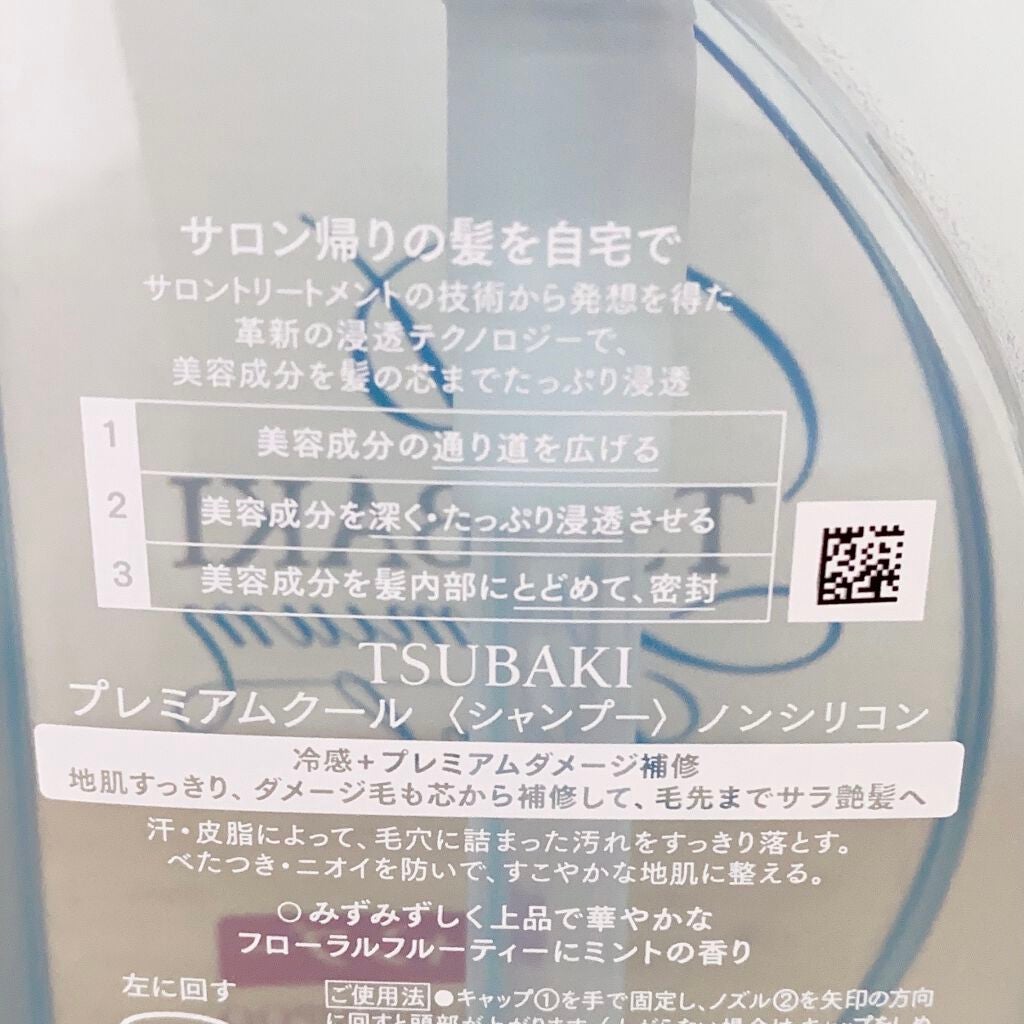 サロン帰りの髪を自宅で
サロントリートメントの技術から発想を得た
革新の浸透テクノロジーで、
美容成分を髪の芯までたっぷり浸透
1 美容成分の通り道を広げる
2 美容成分を深く・たっぷり浸透させる
3 美容成分を髪内部にとどめて、密封
TSUBAKI
プレミアムクール 〈シャンプー〉 ノンシリコン
冷感+プレミアムダメージ補修
地肌すっきり、ダメージ毛も芯から補修して、毛先までサラ艶髪へ
汗・皮脂によって、毛穴に詰まった汚れをすっきり落とす。
べたつき・ニオイを防いで、すこやかな地肌に整える。
○みずみずしく上品で華やかな
フローラルフルーティーにミントの香り
左に回す
ご使用法 ●キャップ①を手で固定し、ノズル②を矢印の方向
に回すと頭部が上がります